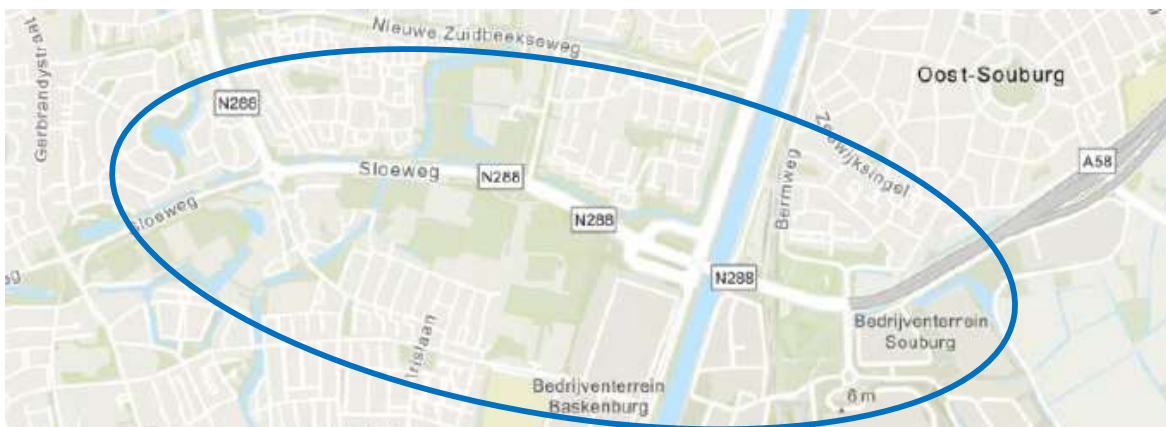 Nieuwe Zuidbeekseweg
Gerbrandystraat
Oost-Souburg
N288
Zeewijksingel
A58
Bermweg
Sloeweg
N288
Sloeweg
N288
N288
Bedrijventerrein
Souburg
Irislaan
Bedrijventerrein
Baskenburg
6 m